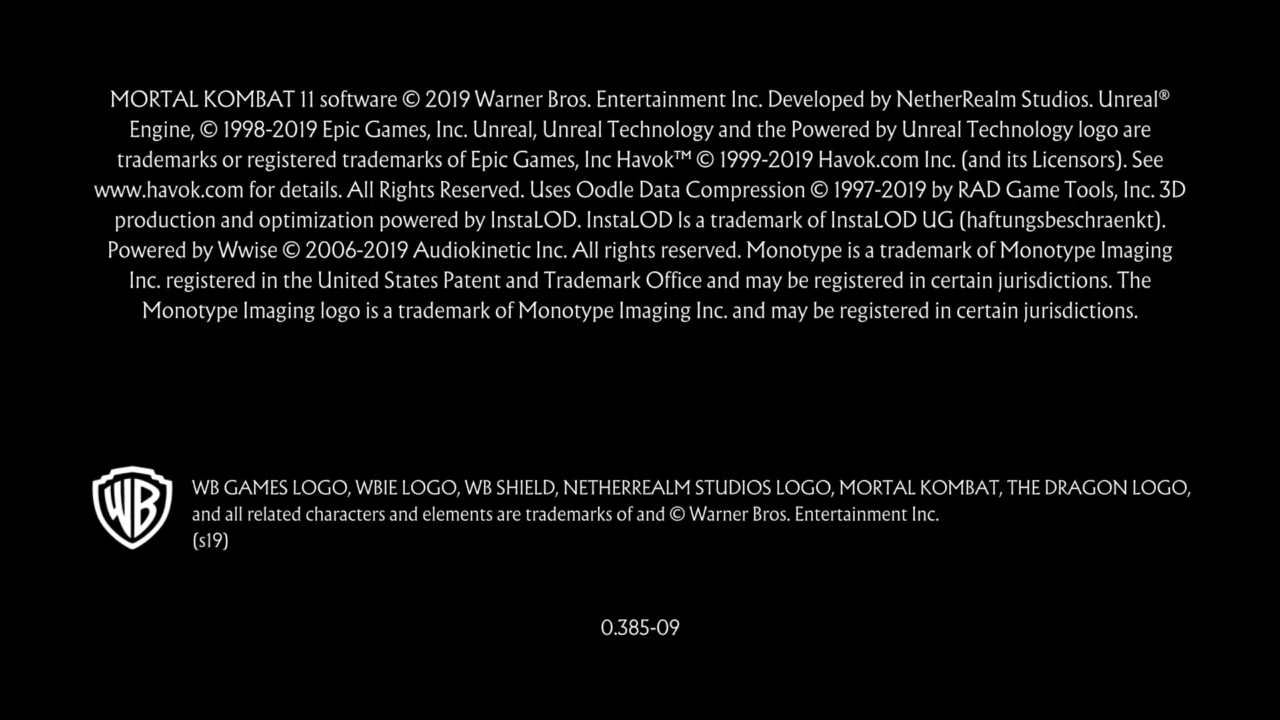 MORTAL KOMBAT 11 software © 2019 Warner Bros. Entertainment Inc. Developed by NetherRealm Studios. Unreal®
Engine, © 1998-2019 Epic Games, Inc. Unreal, Unreal Technology and the Powered by Unreal Technology logo are
trademarks or registered trademarks of Epic Games, Inc Havok™ © 1999-2019 Havok.com Inc. (and its Licensors). See
www.havok.com for details. All Rights Reserved. Uses Oodle Data Compression © 1997-2019 by RAD Game Tools, Inc. 3D
production and optimization powered by InstaLOD. InstaLOD Is a trademark of InstaLOD UG (haftungsbeschraenkt).
Powered by Wwise © 2006-2019 Audiokinetic Inc. All rights reserved. Monotype is a trademark of Monotype Imaging
Inc. registered in the United States Patent and Trademark Office and may be registered in certain jurisdictions. The
Monotype Imaging logo is a trademark of Monotype Imaging Inc. and may be registered in certain jurisdictions.
WB
WB GAMES LOGO, WBIE LOGO, WB SHIELD, NETHERREALM STUDIOS LOGO, MORTAL KOMBAT, THE DRAGON LOGO,
and all related characters and elements are trademarks of and © Warner Bros. Entertainment Inc.
(s19)
0.385-09